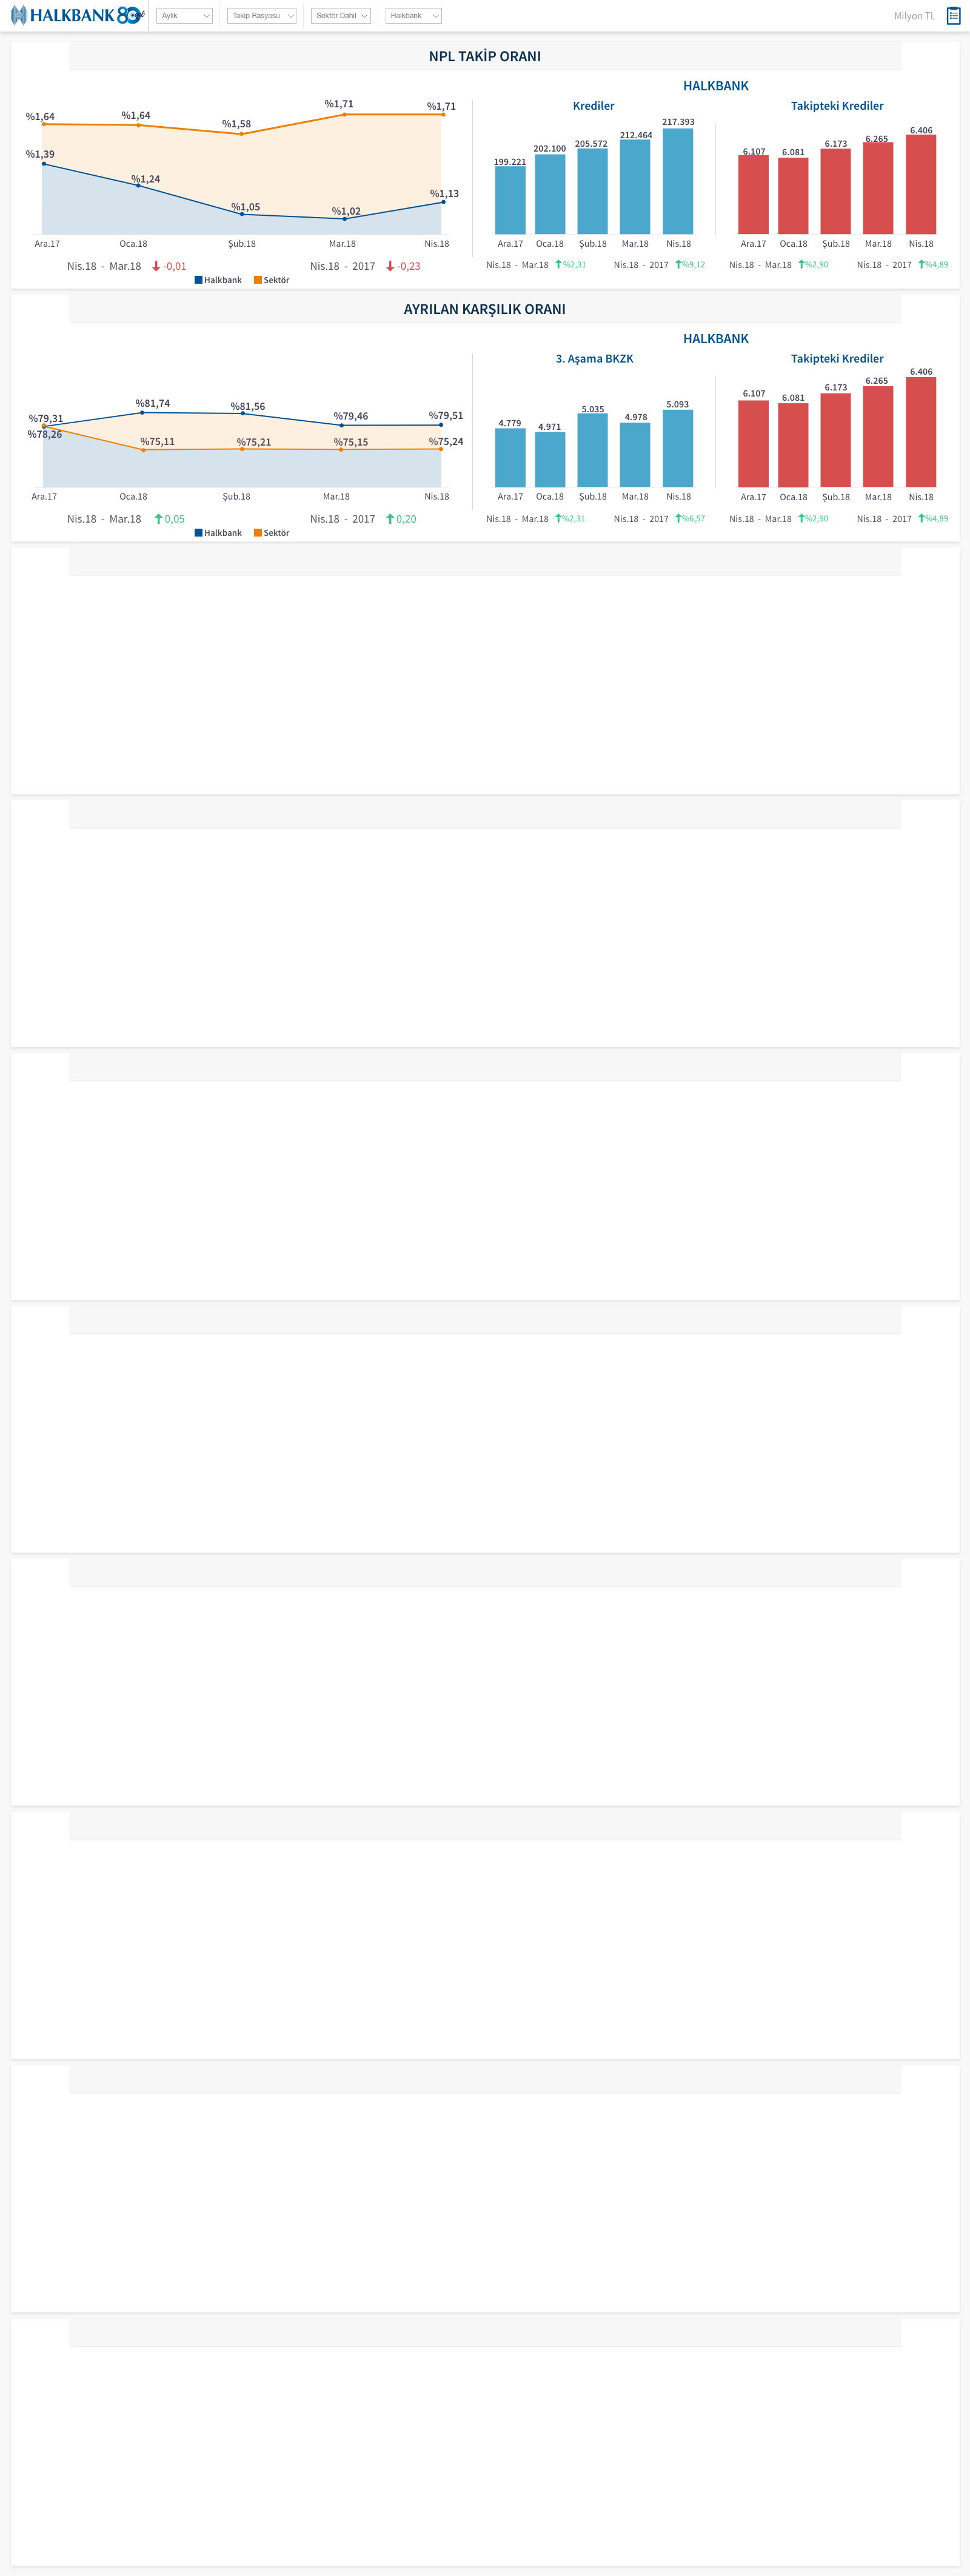 HALKBANK 80. yıl
Aylık
Takip Rasyosu
Sektör Dahil
Halkbank
Milyon TL
NPL TAKİP ORANI
%1,64 %1,64 %1,58 %1,71 %1,71
%1,39 %1,24 %1,05 %1,02 %1,13
Ara.17 Oca.18 Şub.18 Mar.18 Nis.18
Nis.18 - Mar.18 -0,01
Nis.18 - 2017 -0,23
Halkbank Sektör
HALKBANK
Krediler
199.221 202.100 205.572 212.464 217.393
Ara.17 Oca.18 Şub.18 Mar.18 Nis.18
Nis.18 - Mar.18 %2,31
Nis.18 - 2017 %9,12
Takipteki Krediler
6.107 6.081 6.173 6.265 6.406
Ara.17 Oca.18 Şub.18 Mar.18 Nis.18
Nis.18 - Mar.18 %2,90
Nis.18 - 2017 %4,89
AYRILAN KARŞILIK ORANI
%79,31 %81,74 %81,56 %79,46 %79,51
%78,26 %75,11 %75,21 %75,15 %75,24
Ara.17 Oca.18 Şub.18 Mar.18 Nis.18
Nis.18 - Mar.18 0,05
Nis.18 - 2017 0,20
Halkbank Sektör
HALKBANK
3. Aşama BKZK
4.779 4.971 5.035 4.978 5.093
Ara.17 Oca.18 Şub.18 Mar.18 Nis.18
Nis.18 - Mar.18 %2,31
Nis.18 - 2017 %6,57
Takipteki Krediler
6.107 6.081 6.173 6.265 6.406
Ara.17 Oca.18 Şub.18 Mar.18 Nis.18
Nis.18 - Mar.18 %2,90
Nis.18 - 2017 %4,89